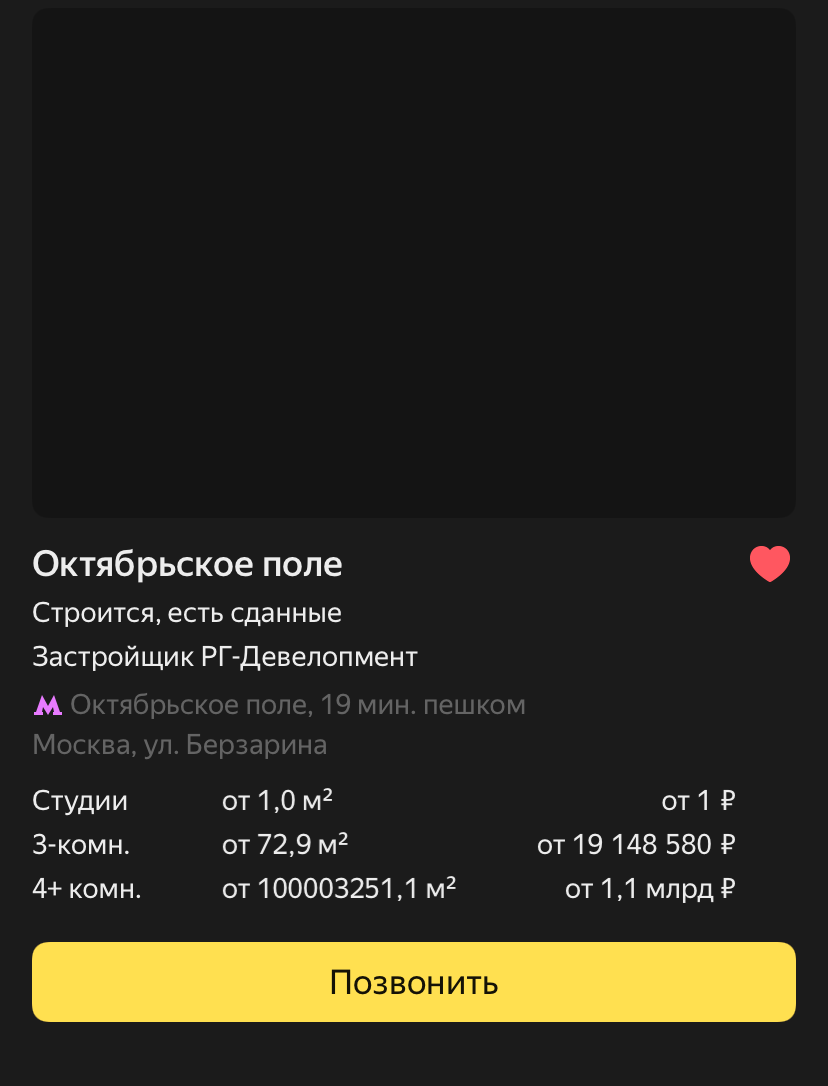 Октябрьское поле
Строится, есть сданные
Застройщик РГ-Девелопмент
Октябрьское поле, 19 мин. пешком
Москва, ул. Берзарина
Студии от 1,0 м² от 1 ₽
3-комн. от 72,9 м² от 19 148 580 ₽
4+ комн. от 100003251,1 м² от 1,1 млрд ₽
Позвонить